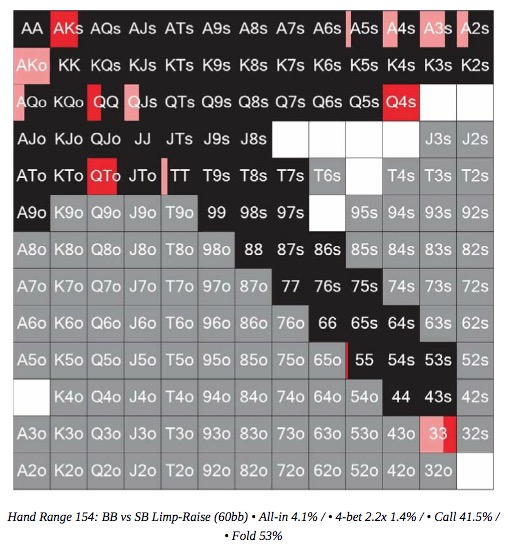 AA AKs AQs AJs ATs A9s A8s A7s A6s A5s A4s A3s A2s
AKo KK KQs KJs KTs K9s K8s K7s K6s K5s K4s K3s K2s
AQo KQo QQ QJs QTs Q9s Q8s Q7s Q6s Q5s Q4s
AJo KJo QJo JJ JTs J9s J8s J3s J2s
ATo KTo QTo JTo TT T9s T8s T7s T6s T4s T3s T2s
A9o K9o Q9o J9o T9o 99 98s 97s 95s 94s 93s 92s
A8o K8o Q8o J8o T8o 98o 88 87s 86s 85s 84s 83s 82s
A7o K7o Q7o J7o T7o 97o 87o 77 76s 75s 74s 73s 72s
A6o K6o Q6o J6o T6o 96o 86o 76o 66 65s 64s 63s 62s
A5o K5o Q5o J5o T5o 95o 85o 75o 65o 55 54s 53s 52s
K4o Q4o J4o T4o 94o 84o 74o 64o 54o 44 43s 42s
A3o K3o Q3o J3o T3o 93o 83o 73o 63o 53o 43o 33 32s
A2o K2o Q2o J2o T2o 92o 82o 72o 62o 52o 42o 32o
Hand Range 154: BB vs SB Limp-Raise (60bb) • All-in 4.1% / • 4-bet 2.2x 1.4% / • Call 41.5% /
• Fold 53%